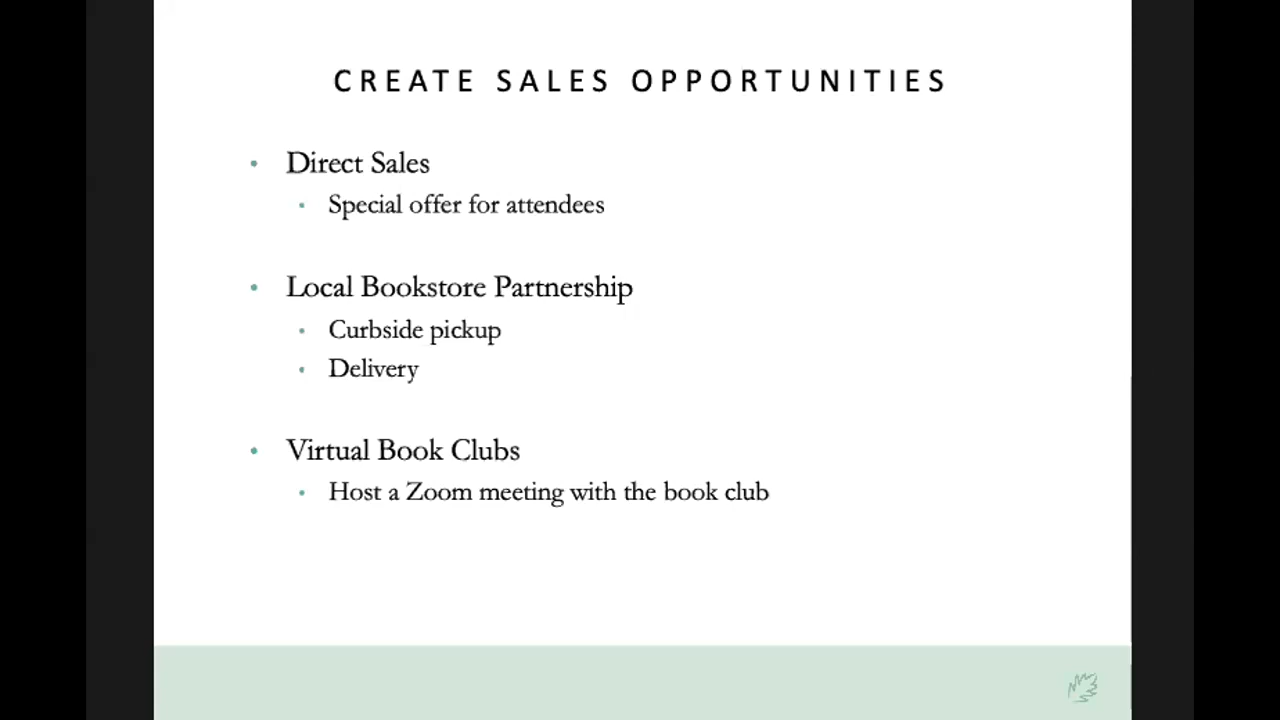 CREATE SALES OPPORTUNITIES
• Direct Sales
• Special offer for attendees
• Local Bookstore Partnership
• Curbside pickup
• Delivery
• Virtual Book Clubs
• Host a Zoom meeting with the book club